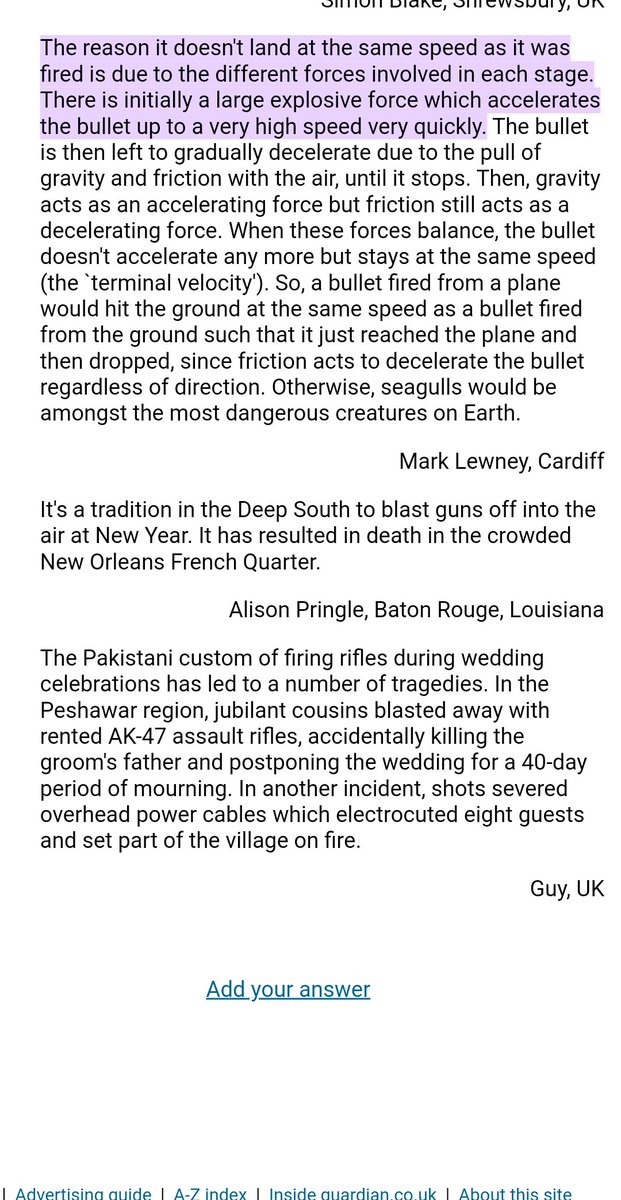 Simon Blake, Shrewsbury, UK
The reason it doesn't land at the same speed as it was
fired is due to the different forces involved in each stage.
There is initially a large explosive force which accelerates
the bullet up to a very high speed very quickly. The bullet
is then left to gradually decelerate due to the pull of
gravity and friction with the air, until it stops. Then, gravity
acts as an accelerating force but friction still acts as a
decelerating force. When these forces balance, the bullet
doesn't accelerate any more but stays at the same speed
(the `terminal velocity'). So, a bullet fired from a plane
would hit the ground at the same speed as a bullet fired
from the ground such that it just reached the plane and
then dropped, since friction acts to decelerate the bullet
regardless of direction. Otherwise, seagulls would be
amongst the most dangerous creatures on Earth.
Mark Lewney, Cardiff
It's a tradition in the Deep South to blast guns off into the
air at New Year. It has resulted in death in the crowded
New Orleans French Quarter.
Alison Pringle, Baton Rouge, Louisiana
The Pakistani custom of firing rifles during wedding
celebrations has led to a number of tragedies. In the
Peshawar region, jubilant cousins blasted away with
rented AK-47 assault rifles, accidentally killing the
groom's father and postponing the wedding for a 40-day
period of mourning. In another incident, shots severed
overhead power cables which electrocuted eight guests
and set part of the village on fire.
Guy, UK
Add your answer
| Advertising guide | A-Z index | Inside guardian.co.uk | About this site